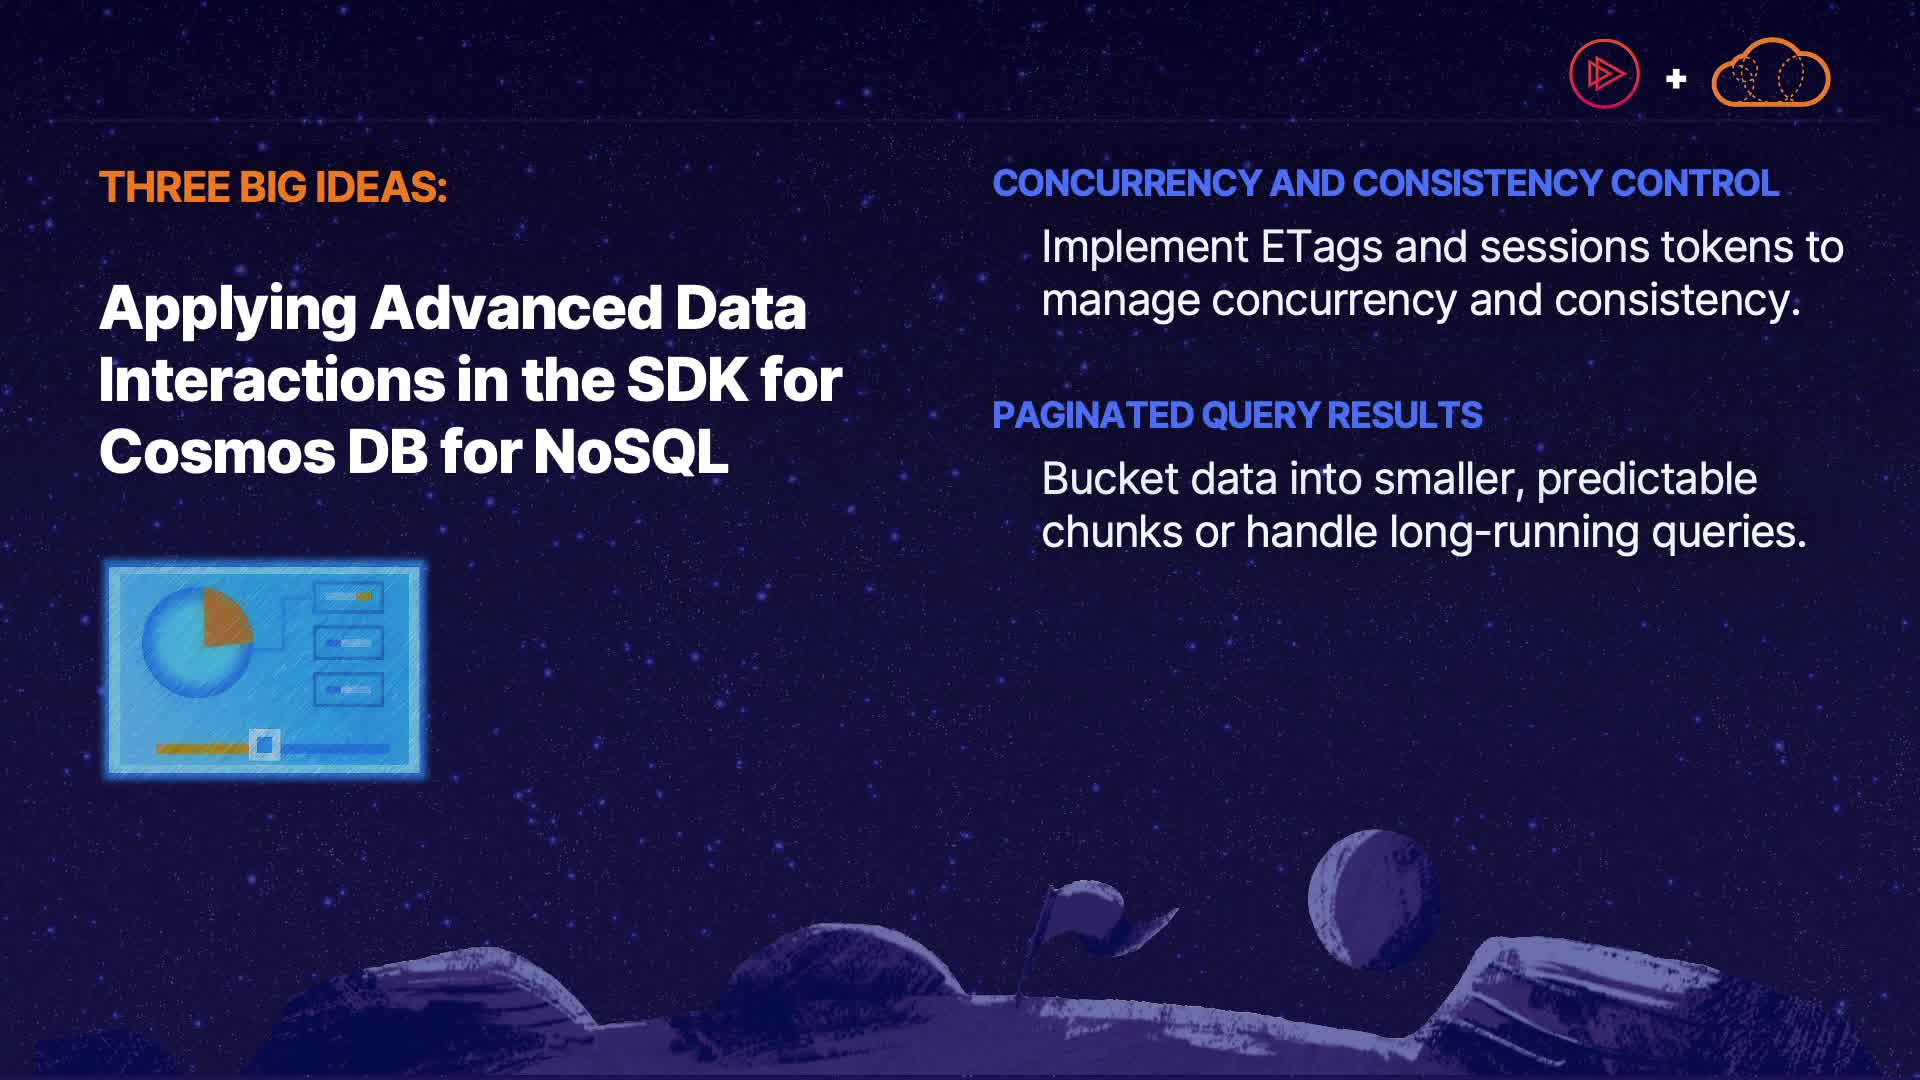 THREE BIG IDEAS:
Applying Advanced Data
Interactions in the SDK for
Cosmos DB for NoSQL
CONCURRENCY AND CONSISTENCY CONTROL
Implement ETags and sessions tokens to
manage concurrency and consistency.
PAGINATED QUERY RESULTS
Bucket data into smaller, predictable
chunks or handle long-running queries.